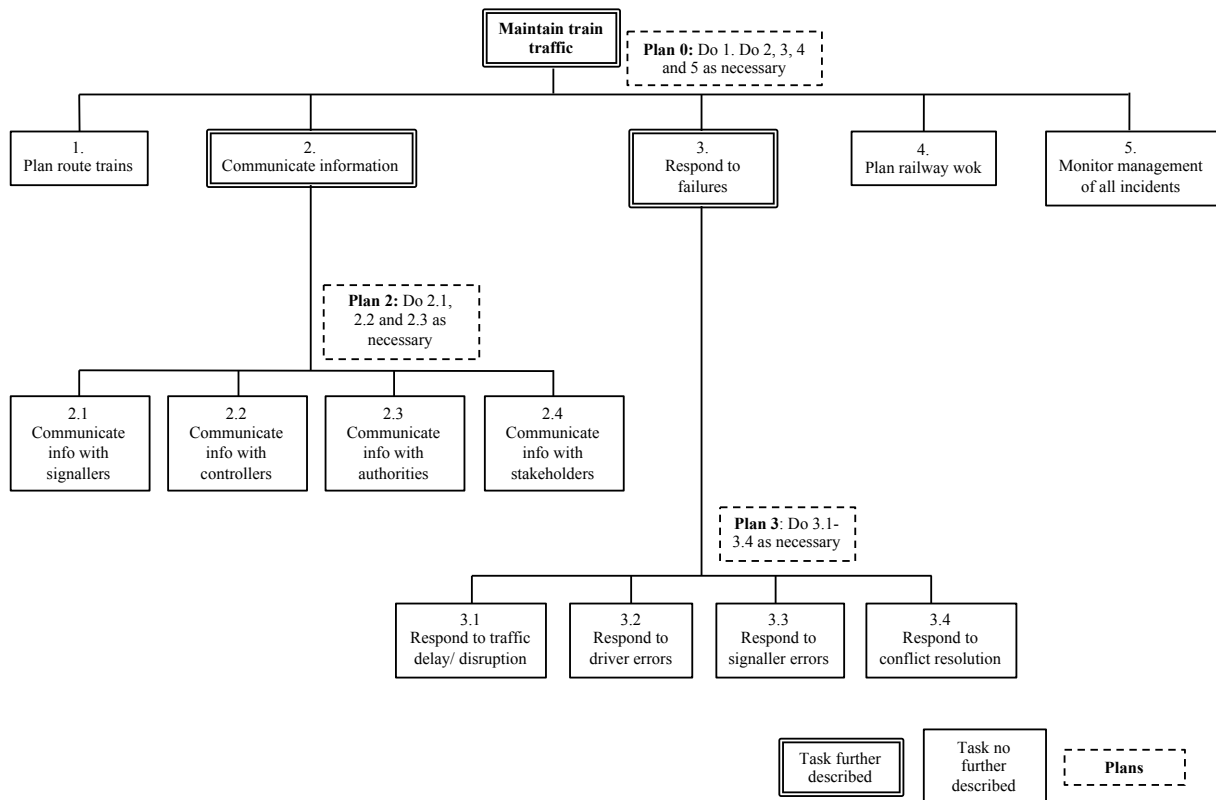 Maintain train
traffic
Plan 0: Do 1. Do 2, 3, 4
and 5 as necessary
1.
Plan route trains
2.
Communicate information
3.
Respond to
failures
4.
Plan railway wok
5.
Monitor management
of all incidents
Plan 2: Do 2.1,
2.2 and 2.3 as
necessary
2.1
Communicate
info with
signallers
2.2
Communicate
info with
controllers
2.3
Communicate
info with
authorities
2.4
Communicate
info with
stakeholders
Plan 3: Do 3.1-
3.4 as necessary
3.1
Respond to traffic
delay/ disruption
3.2
Respond to
driver errors
3.3
Respond to
signaller errors
3.4
Respond to
conflict resolution
Task further
described
Task no
further
described
Plans